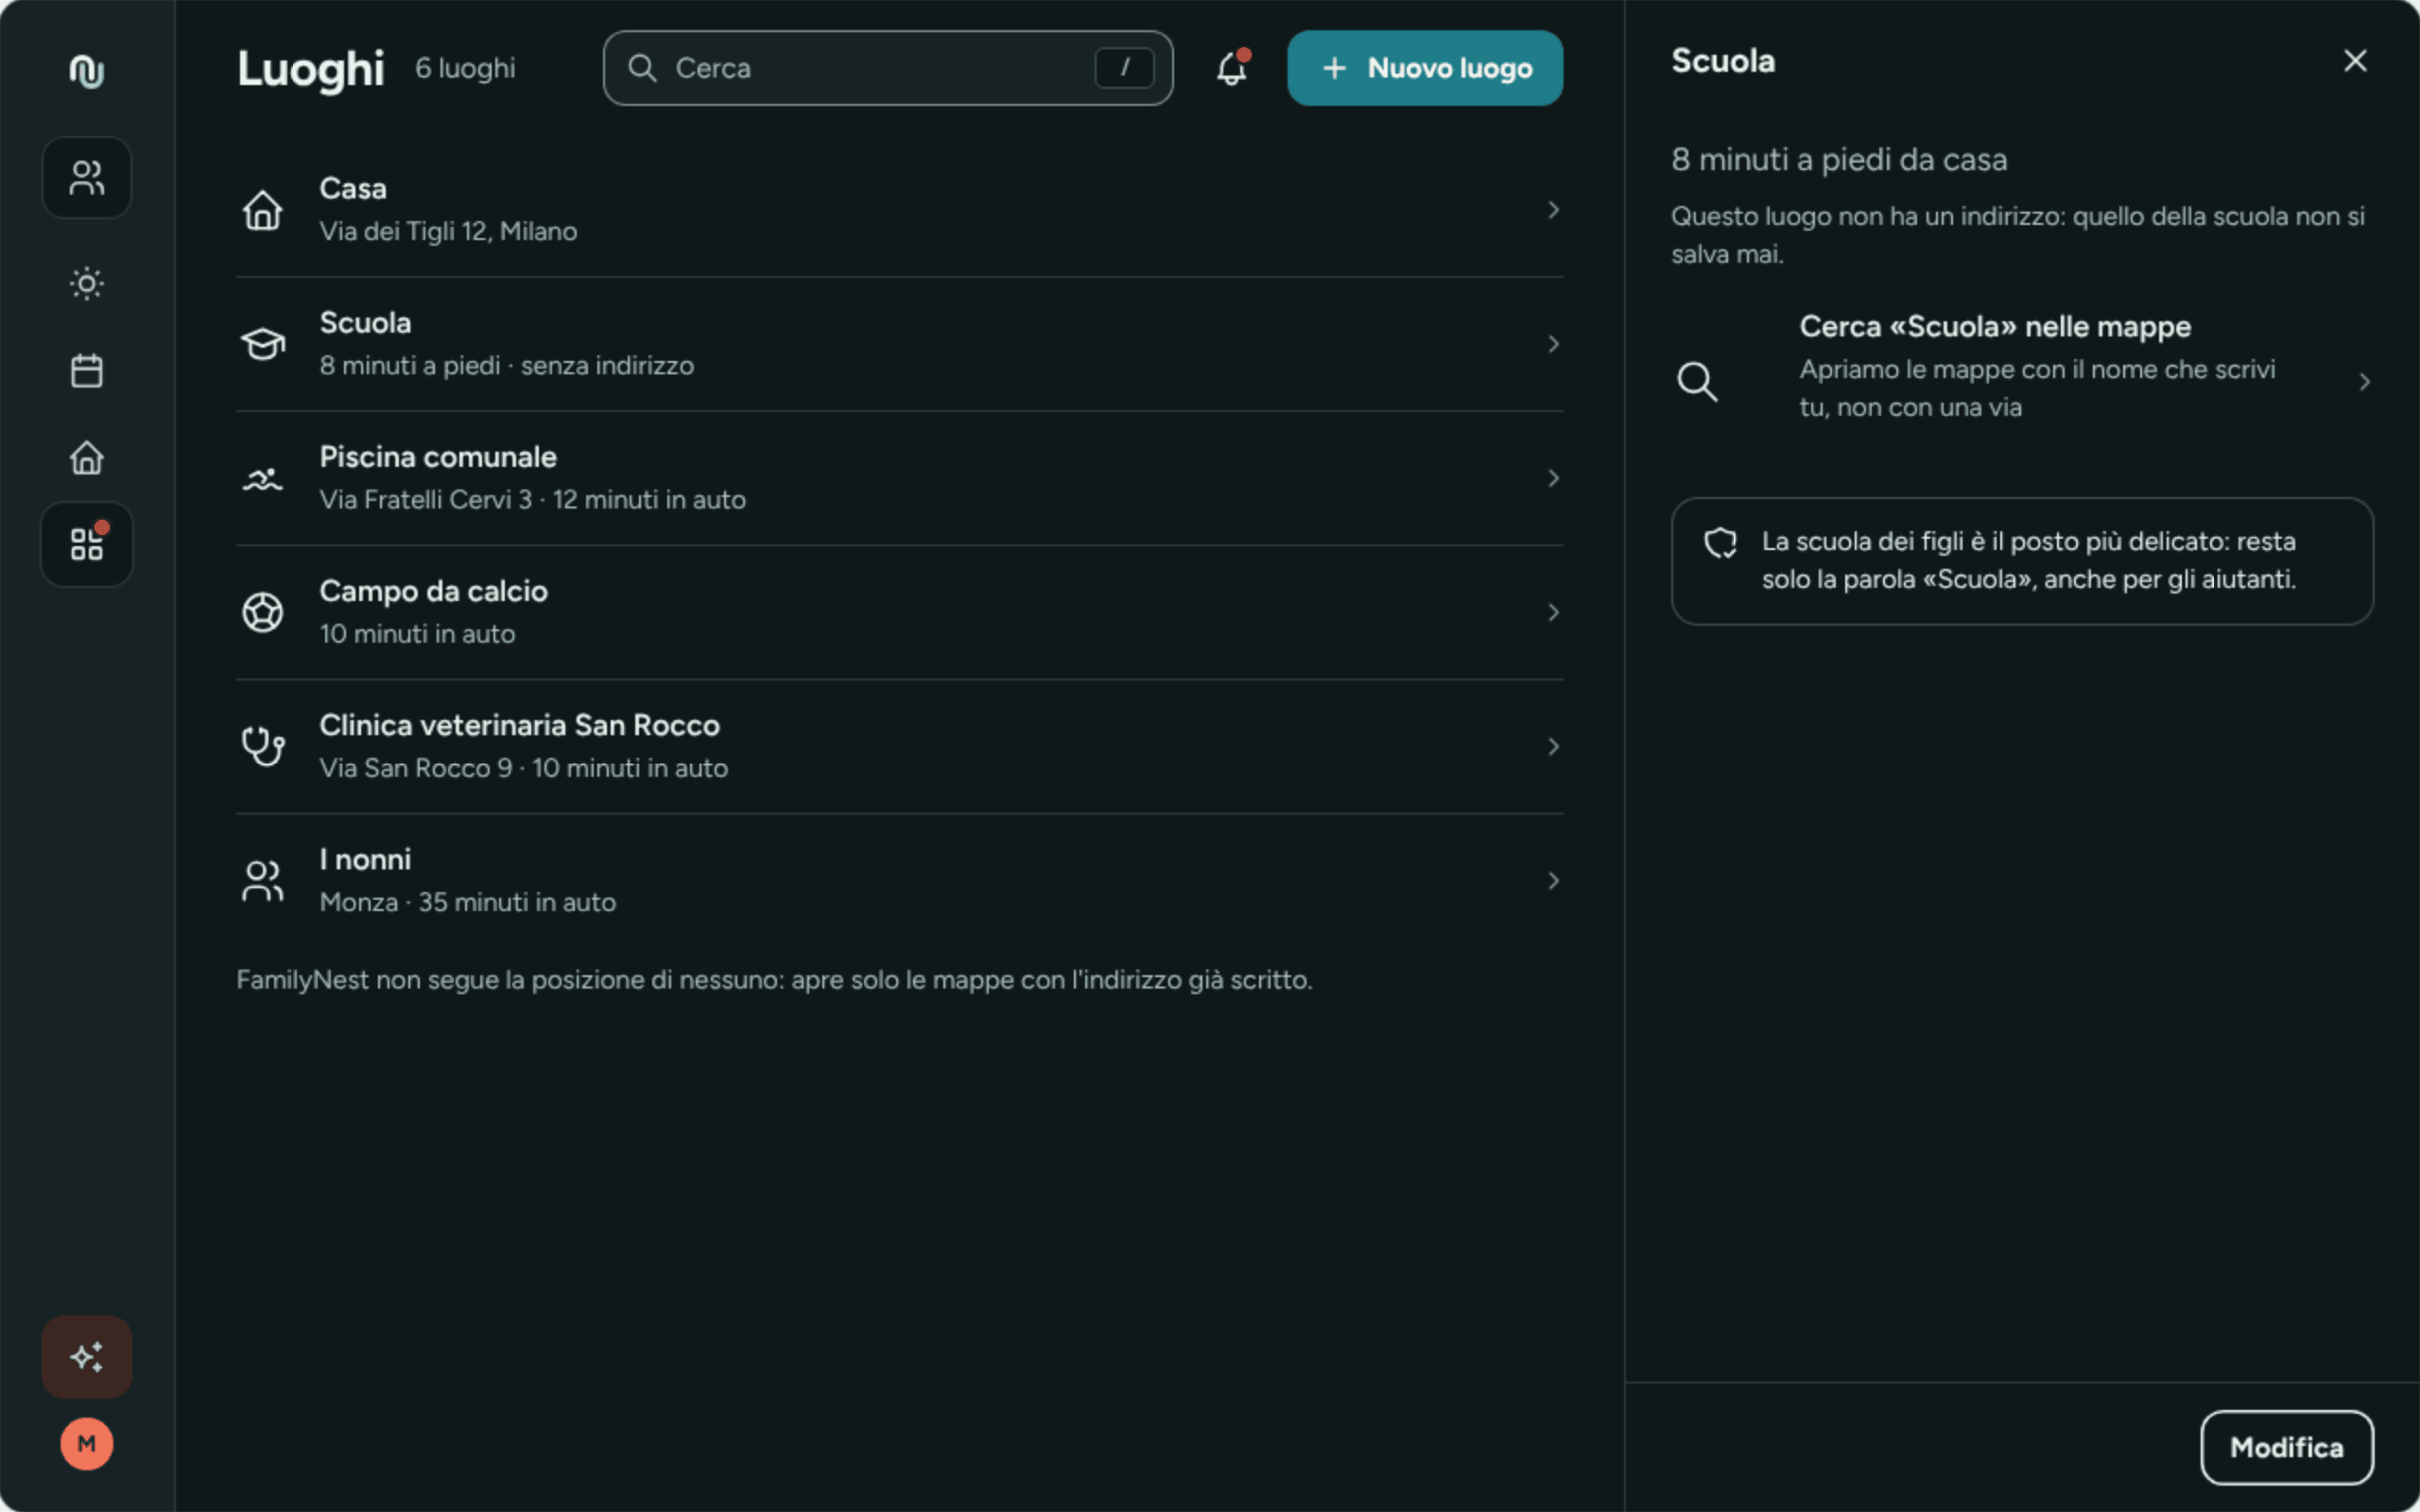 Luoghi
6 luoghi
Cerca
/
Nuovo luogo
Casa
Via dei Tigli 12, Milano
Scuola
8 minuti a piedi · senza indirizzo
Piscina comunale
Via Fratelli Cervi 3 · 12 minuti in auto
Campo da calcio
10 minuti in auto
Clinica veterinaria San Rocco
Via San Rocco 9 · 10 minuti in auto
I nonni
Monza · 35 minuti in auto
FamilyNest non segue la posizione di nessuno: apre solo le mappe con l'indirizzo già scritto.
M
Scuola
8 minuti a piedi da casa
Questo luogo non ha un indirizzo: quello della scuola non si
salva mai.
Cerca «Scuola» nelle mappe
Apriamo le mappe con il nome che scrivi
tu, non con una via
La scuola dei figli è il posto più delicato: resta
solo la parola «Scuola», anche per gli aiutanti.
Modifica